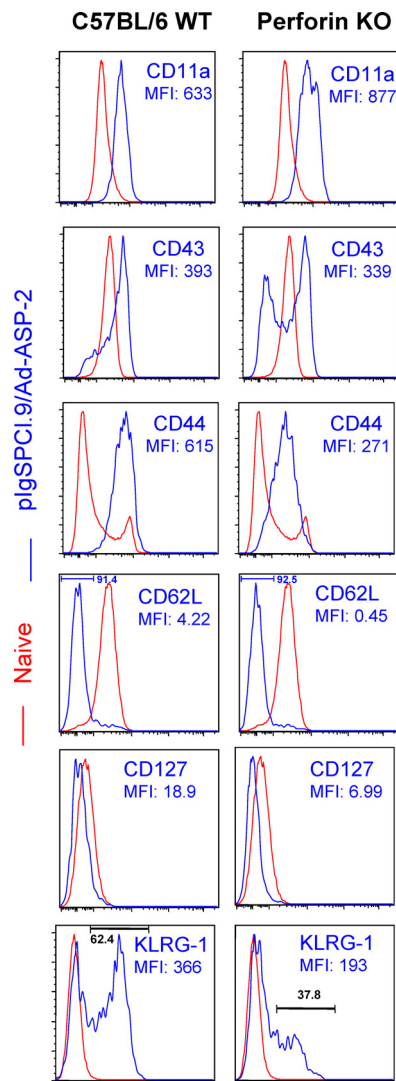 C57BL/6 WT Perforin KO
CD11a
MFI: 633
CD11a
MFI: 877
CD43
MFI: 393
CD43
MFI: 339
CD44
MFI: 615
CD44
MFI: 271
91.4
CD62L
MFI: 4.22
92.5
CD62L
MFI: 0.45
CD127
MFI: 18.9
CD127
MFI: 6.99
KLRG-1
62.4
MFI: 366
KLRG-1
MFI: 193
37.8
pIgSPCl.9/Ad-ASP-2
Naive